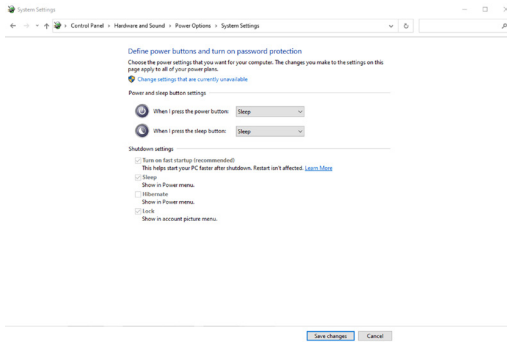 System Settings
Control Panel > Hardware and Sound > Power Options > System Settings
Define power buttons and turn on password protection
Choose the power settings that you want for your computer. The changes you make to the settings on this
page apply to all of your power plans.
Change settings that are currently unavailable
Power and sleep button settings
When I press the power button: Sleep
When I press the sleep button: Sleep
Shutdown settings
Turn on fast startup (recommended)
This helps start your PC faster after shutdown. Restart isn't affected. Learn More
Sleep
Show in Power menu.
Hibernate
Show in Power menu.
Lock
Show in account picture menu.
Save changes Cancel